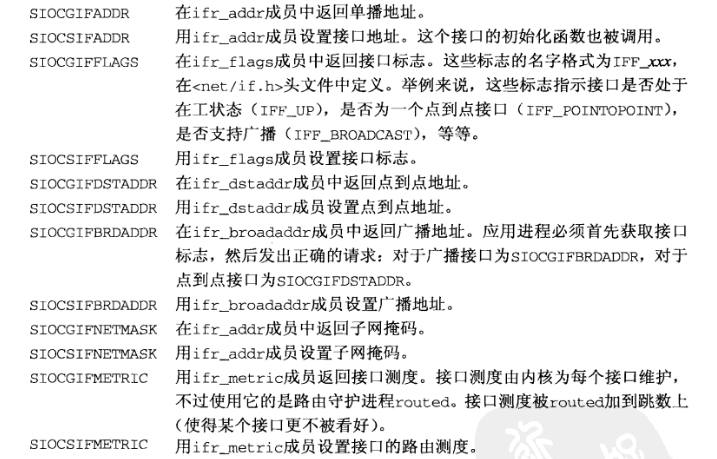 SIOCGIFADDR 在ifr_addr成员中返回单播地址。
SIOCSIFADDR 用ifr_addr成员设置接口地址。这个接口的初始化函数也被调用。
SIOCGIFFLAGS 在ifr_flags成员中返回接口标志。这些标志的名字格式为IFF_xxx,
在<net/if.h>头文件中定义。举例来说,这些标志指示接口是否处于
在工状态(IFF_UP),是否为一个点到点接口(IFF_POINTOPOINT),
是否支持广播(IFF_BROADCAST),等等。
SIOCSIFFLAGS 用ifr_flags成员设置接口标志。
SIOCGIFDSTADDR 在ifr_dstaddr成员中返回点到点地址。
SIOCSIFDSTADDR 用ifr_dstaddr成员设置点到点地址。
SIOCGIFBRDADDR 在ifr_broadaddr成员中返回广播地址。应用进程必须首先获取接口
标志,然后发出正确的请求:对于广播接口为SIOCGIFBRDADDR,对于
点到点接口为SIOCGIFDSTADDR。
SIOCSIFBRDADDR 用ifr_broadaddr成员设置广播地址。
SIOCGIFNETMASK 在ifr_addr成员中返回子网掩码。
SIOCSIFNETMASK 用ifr_addr成员设置子网掩码。
SIOCGIFMETRIC 用ifr_metric成员返回接口测度。接口测度由内核为每个接口维护,
不过使用它的是路由守护进程routed。接口测度被routed加到跳数上
(使得某个接口更不被看好)。
SIOCSIFMETRIC 用ifr_metric成员设置接口的路由测度。